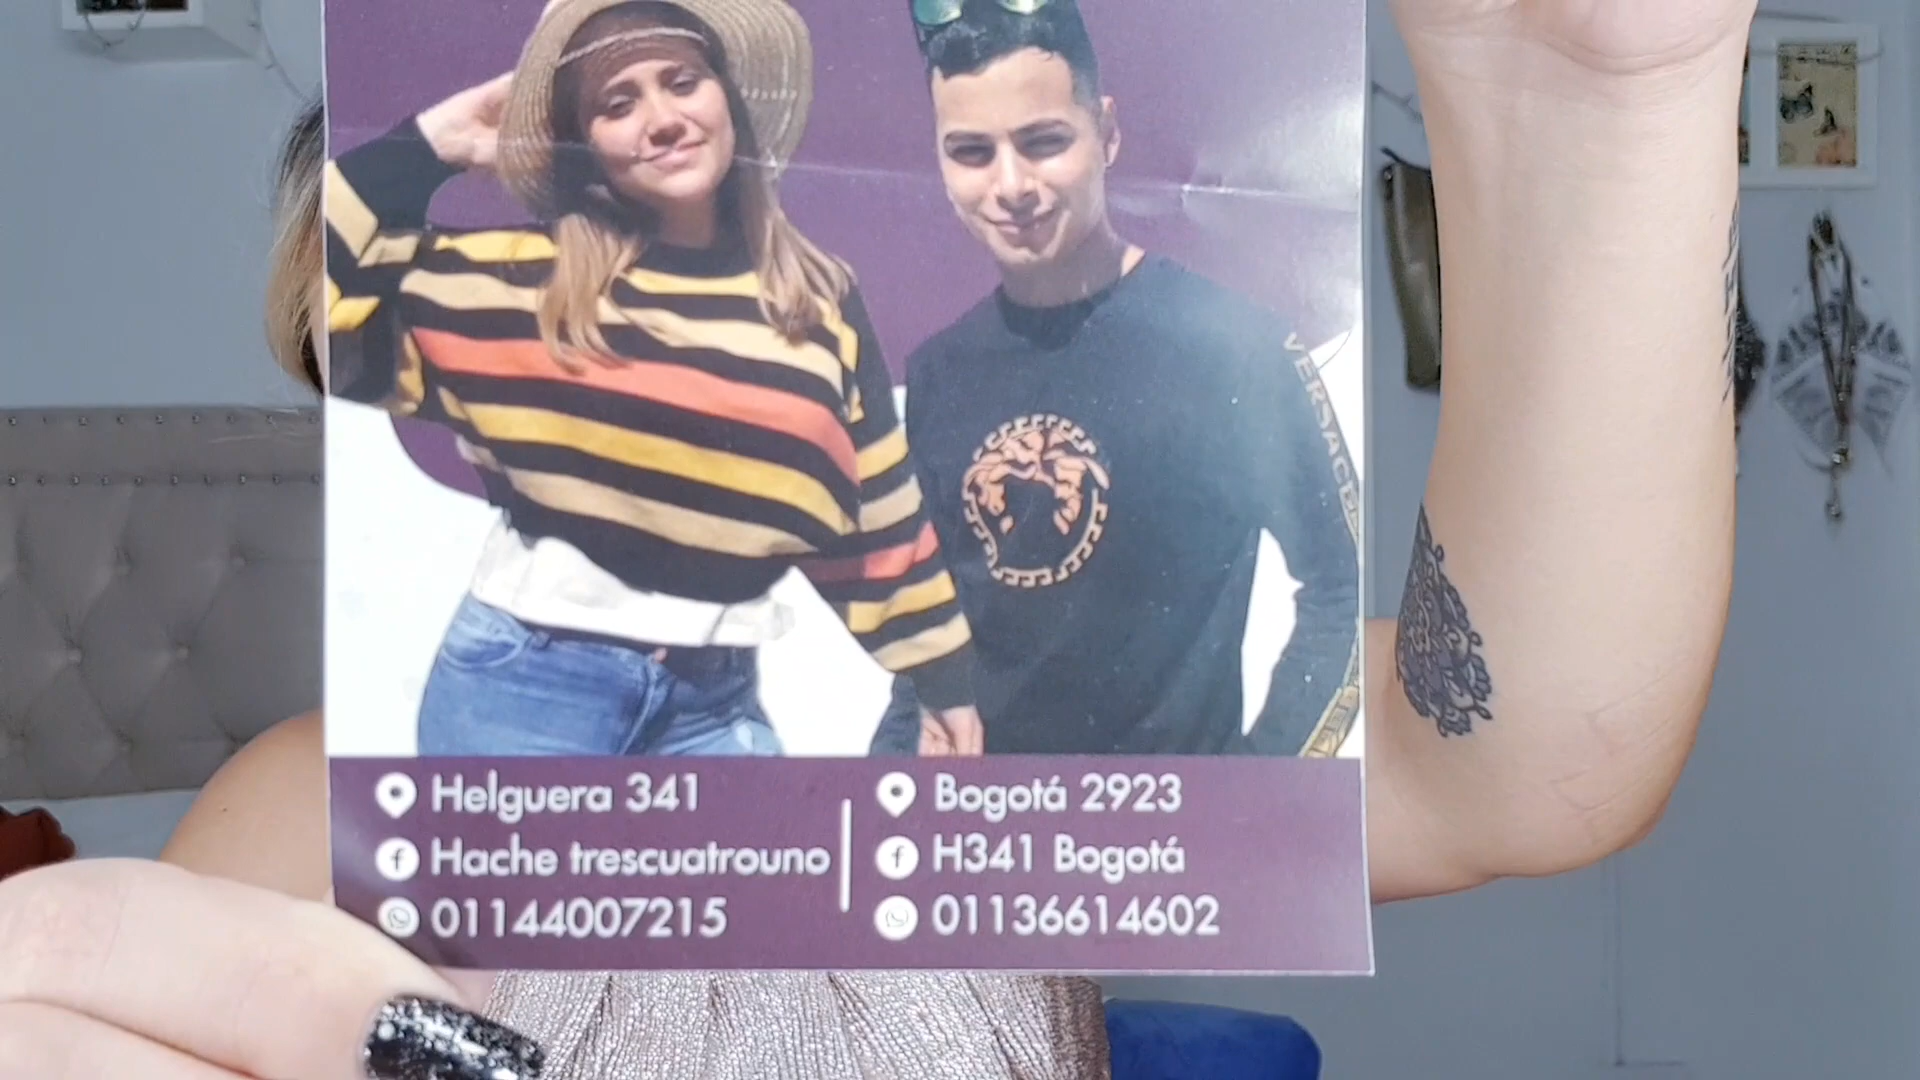 VERSACE
Helguera 341
Hache trescuatrouno
01144007215
Bogotá 2923
H341 Bogotá
01136614602